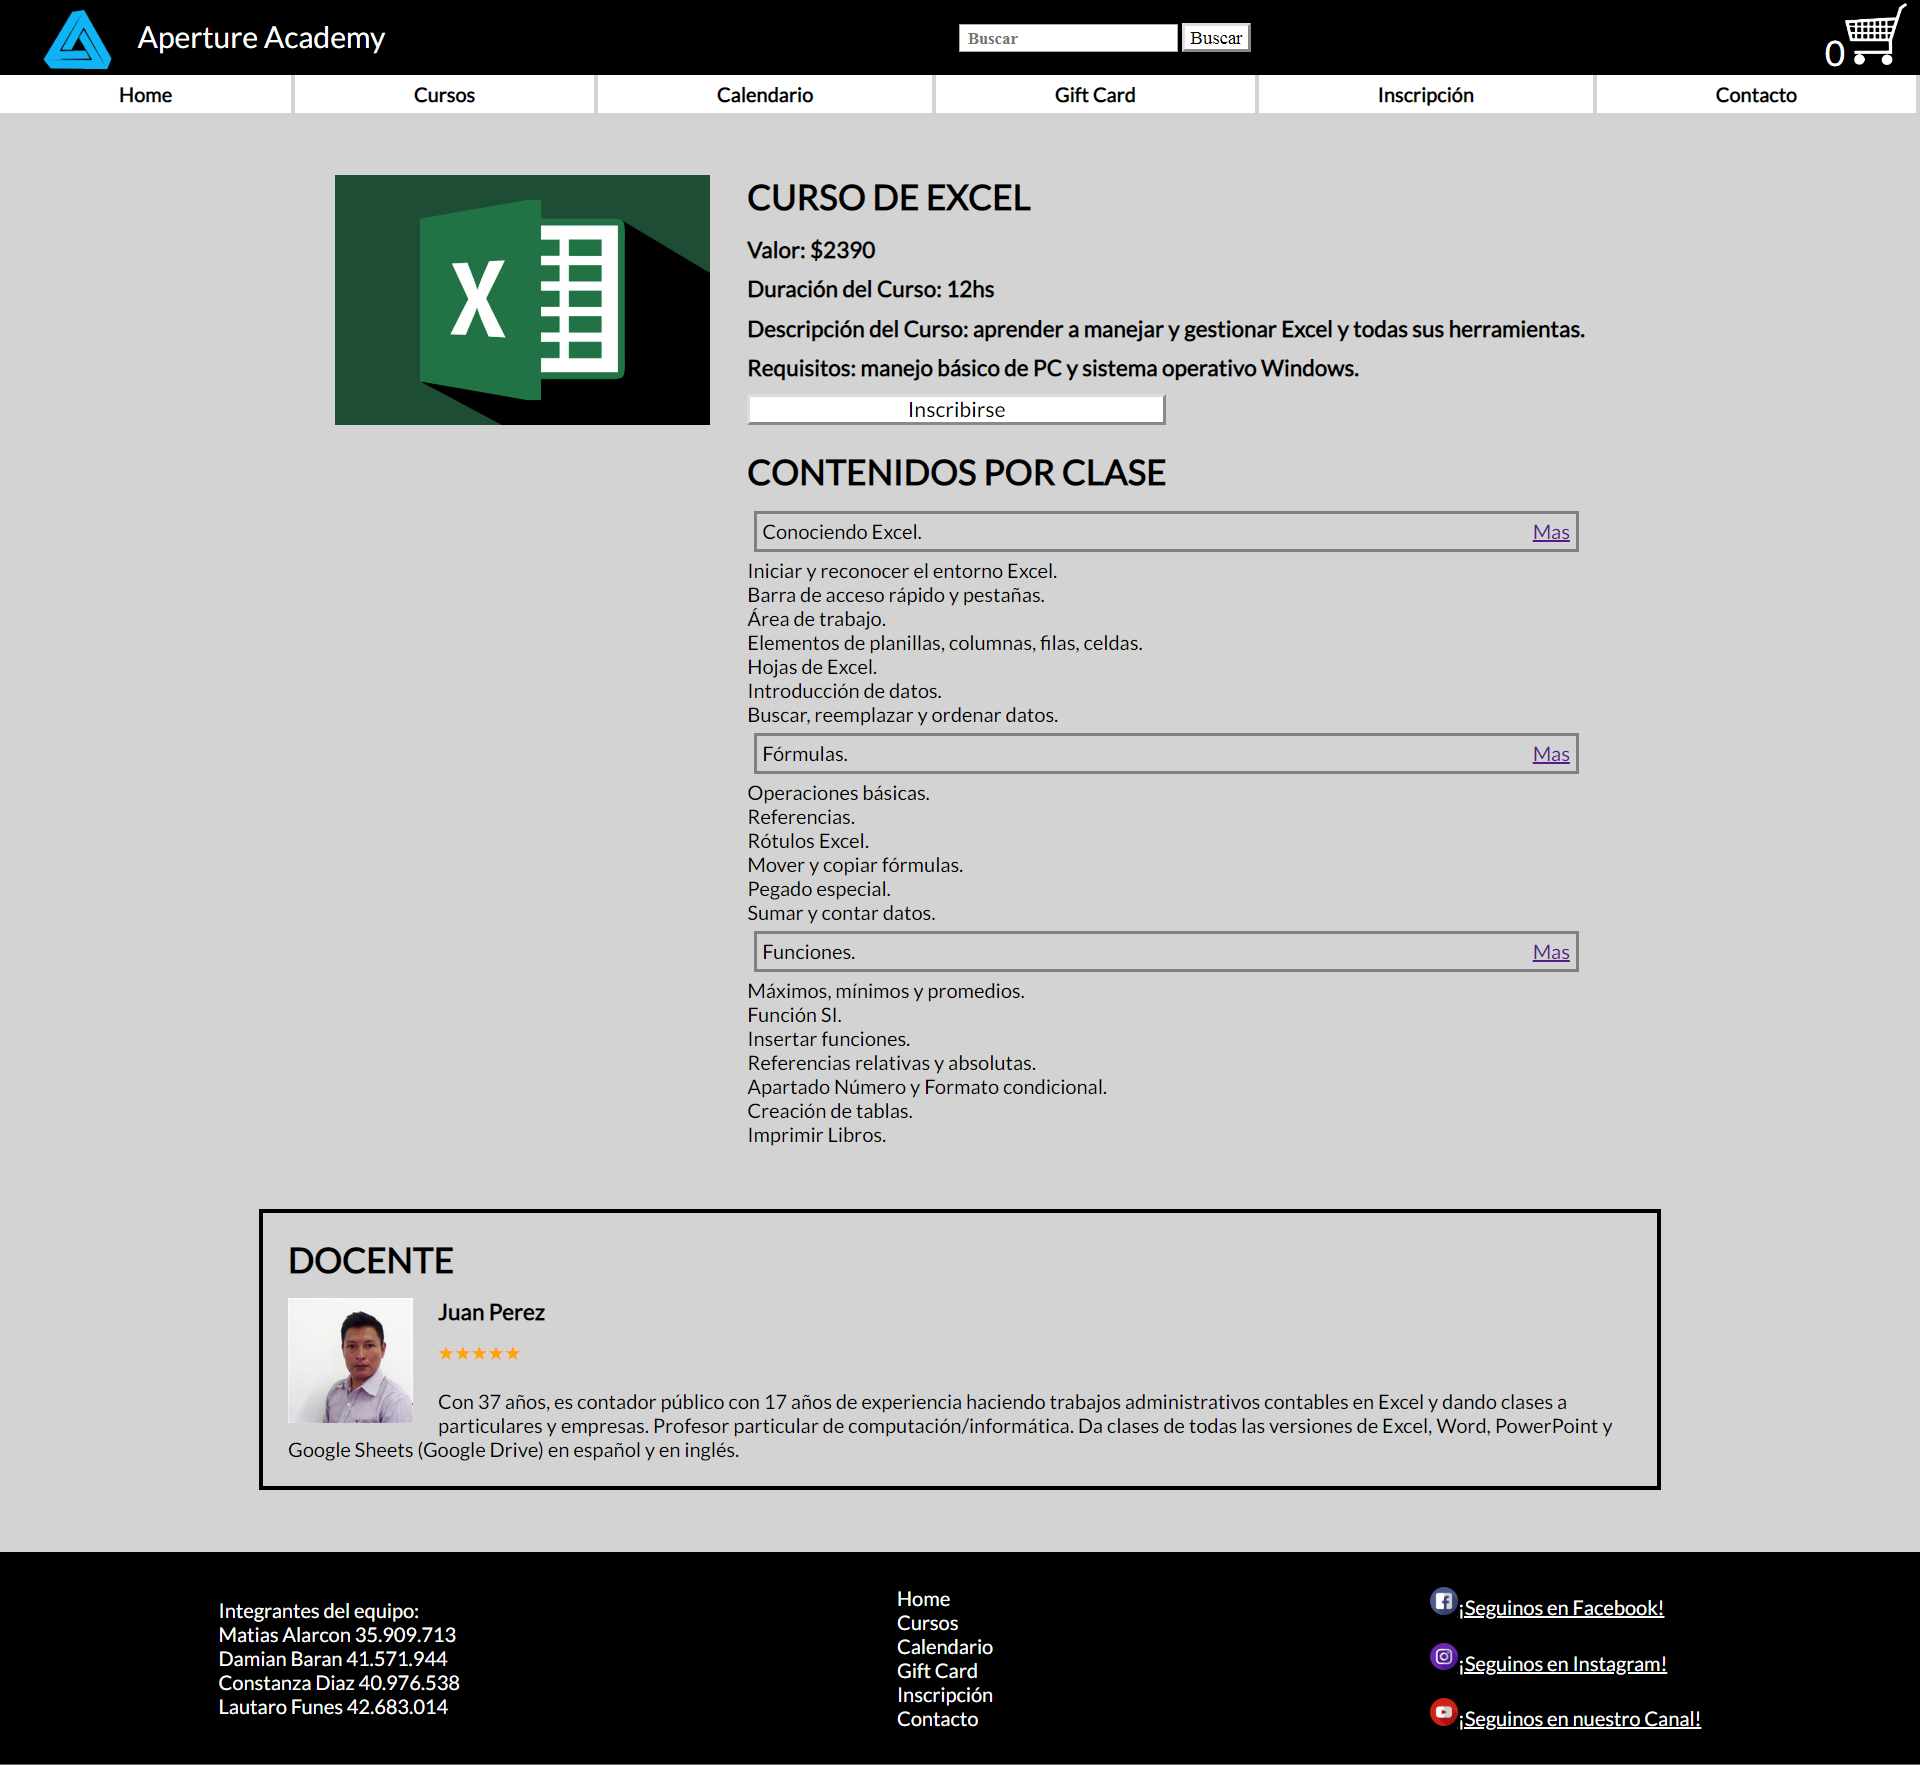 Aperture Academy
Buscar Buscar
0
Home Cursos Calendario Gift Card Inscripción Contacto
X
CURSO DE EXCEL
Valor: $2390
Duración del Curso: 12hs
Descripción del Curso: aprender a manejar y gestionar Excel y todas sus herramientas.
Requisitos: manejo básico de PC y sistema operativo Windows.
Inscribirse
CONTENIDOS POR CLASE
Conociendo Excel. Mas
Iniciar y reconocer el entorno Excel.
Barra de acceso rápido y pestañas.
Área de trabajo.
Elementos de planillas, columnas, filas, celdas.
Hojas de Excel.
Introducción de datos.
Buscar, reemplazar y ordenar datos.
Fórmulas. Mas
Operaciones básicas.
Referencias.
Rótulos Excel.
Mover y copiar fórmulas.
Pegado especial.
Sumar y contar datos.
Funciones. Mas
Máximos, mínimos y promedios.
Función SI.
Insertar funciones.
Referencias relativas y absolutas.
Apartado Número y Formato condicional.
Creación de tablas.
Imprimir Libros.
DOCENTE
Juan Perez
★★★★★
Con 37 años, es contador público con 17 años de experiencia haciendo trabajos administrativos contables en Excel y dando clases a
particulares y empresas. Profesor particular de computación/informática. Da clases de todas las versiones de Excel, Word, PowerPoint y
Google Sheets (Google Drive) en español y en inglés.
Integrantes del equipo:
Matias Alarcon 35.909.713
Damian Baran 41.571.944
Constanza Diaz 40.976.538
Lautaro Funes 42.683.014
Home
Cursos
Calendario
Gift Card
Inscripción
Contacto
¡Seguinos en Facebook!
¡Seguinos en Instagram!
¡Seguinos en nuestro Canal!